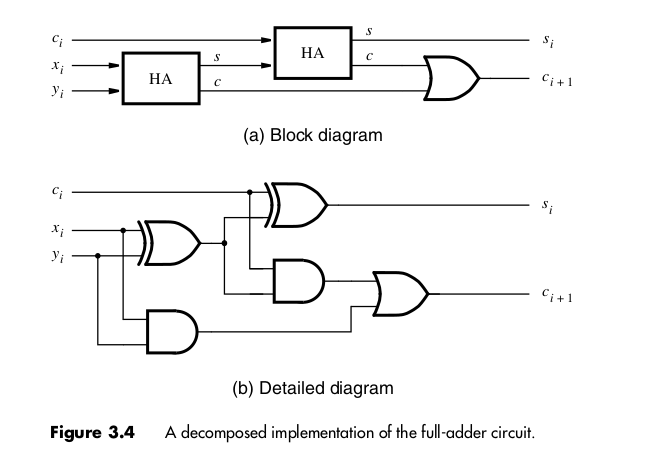 c_i s s_i
x_i HA s HA c
y_i c c_{i+1}
(a) Block diagram
c_i s_i
x_i
y_i
c_{i+1}
(b) Detailed diagram
Figure 3.4 A decomposed implementation of the full-adder circuit.